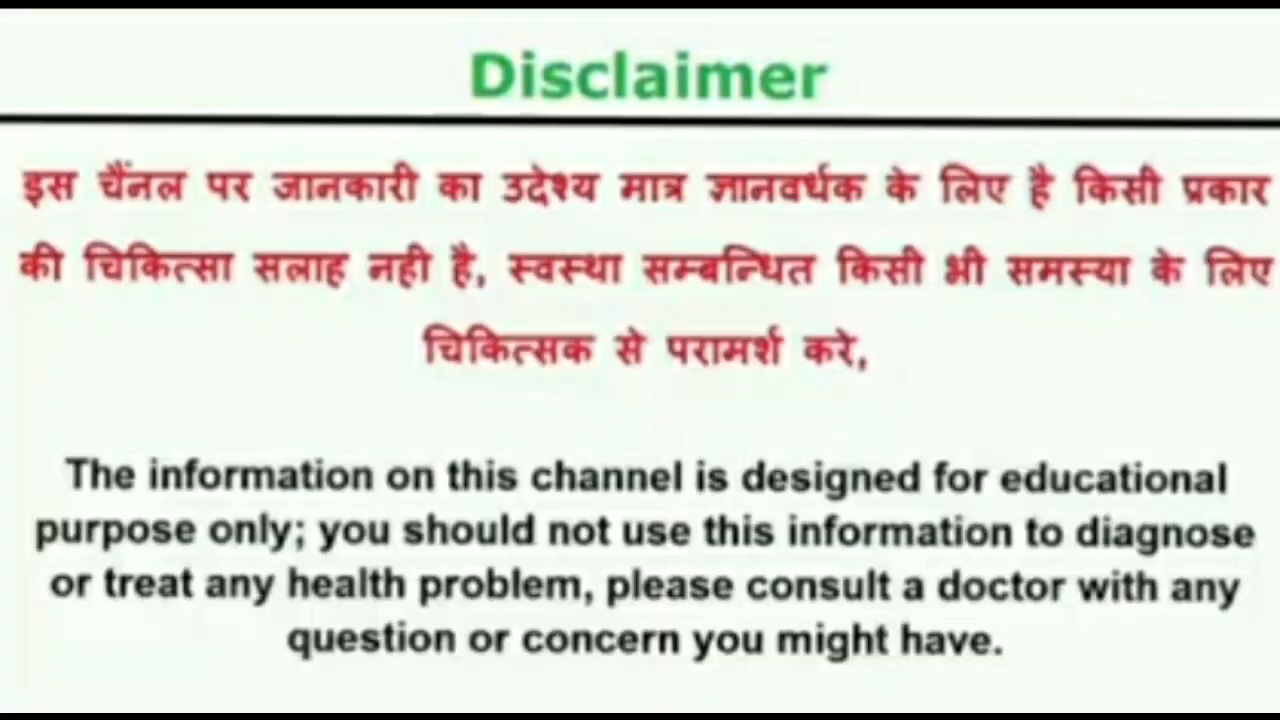 Disclaimer
इस चैंनल पर जानकारी का उदेश्य मात्र ज्ञानवर्धक के लिए है किसी प्रकार
की चिकित्सा सलाह नही है, स्वस्था सम्बन्धित किसी भी समस्या के लिए
चिकित्सक से परामर्श करे,
The information on this channel is designed for educational
purpose only; you should not use this information to diagnose
or treat any health problem, please consult a doctor with any
question or concern you might have.